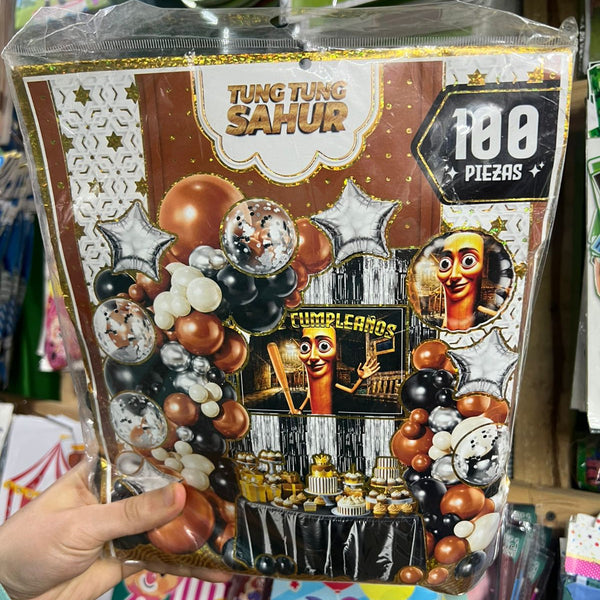 TUNG TUNG
SAHUR
100
PIEZAS
CUMPLEAÑOS